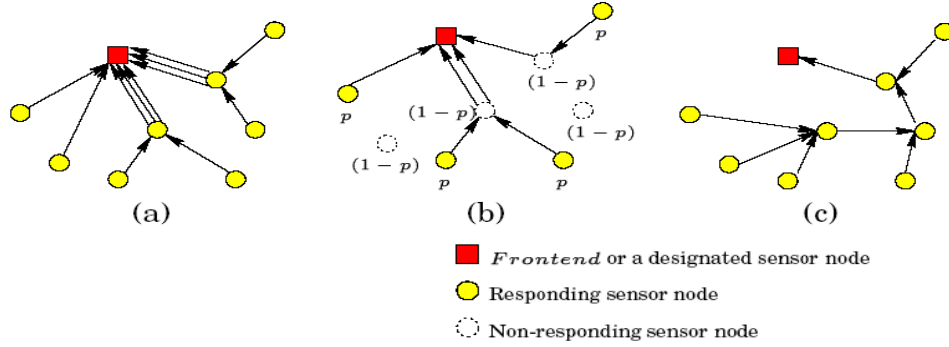 p
(1 − p)
p
(1 − p)
(1 − p)
(1 − p)
p
p
(a)
(b)
(c)
Frontend or a designated sensor node
Responding sensor node
Non-responding sensor node